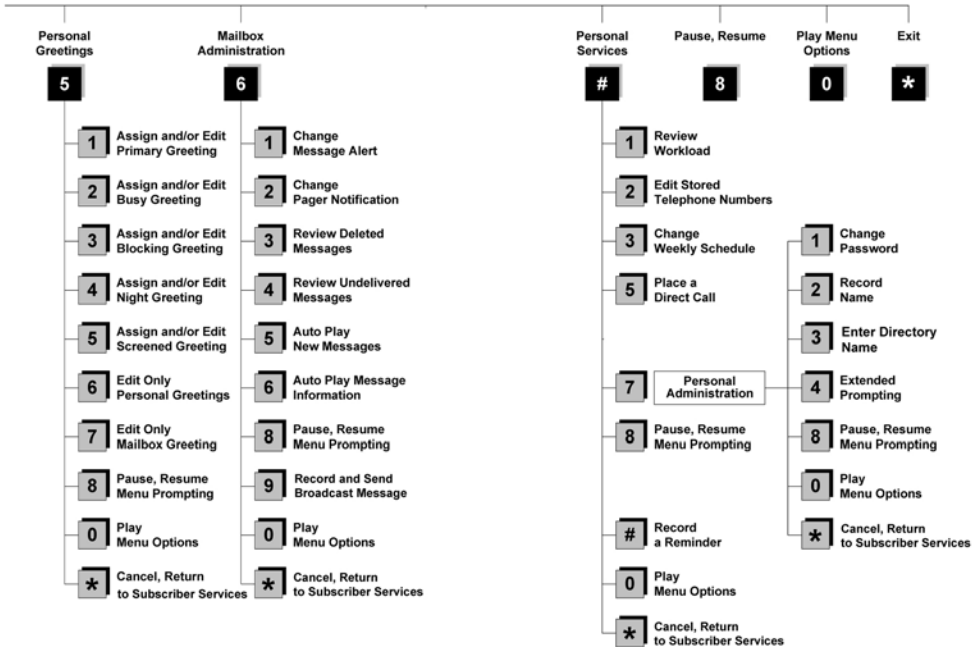 Personal
Greetings
5
1 Assign and/or Edit
Primary Greeting
2 Assign and/or Edit
Busy Greeting
3 Assign and/or Edit
Blocking Greeting
4 Assign and/or Edit
Night Greeting
5 Assign and/or Edit
Screened Greeting
6 Edit Only
Personal Greetings
7 Edit Only
Mailbox Greeting
8 Pause, Resume
Menu Prompting
0 Play
Menu Options
* Cancel, Return
to Subscriber Services
Mailbox
Administration
6
1 Change
Message Alert
2 Change
Pager Notification
3 Review Deleted
Messages
4 Review Undelivered
Messages
5 Auto Play
New Messages
6 Auto Play Message
Information
8 Pause, Resume
Menu Prompting
9 Record and Send
Broadcast Message
0 Play
Menu Options
* Cancel, Return
to Subscriber Services
Personal
Services
#
1 Review
Workload
2 Edit Stored
Telephone Numbers
3 Change
Weekly Schedule
5 Place a
Direct Call
7 Personal
Administration
8 Pause, Resume
Menu Prompting
# Record
a Reminder
0 Play
Menu Options
* Cancel, Return
to Subscriber Services
1 Change
Password
2 Record
Name
3 Enter Directory
Name
4 Extended
Prompting
8 Pause, Resume
Menu Prompting
0 Play
Menu Options
* Cancel, Return
to Subscriber Services
Pause, Resume
8
Play Menu
Options
0
Exit
*